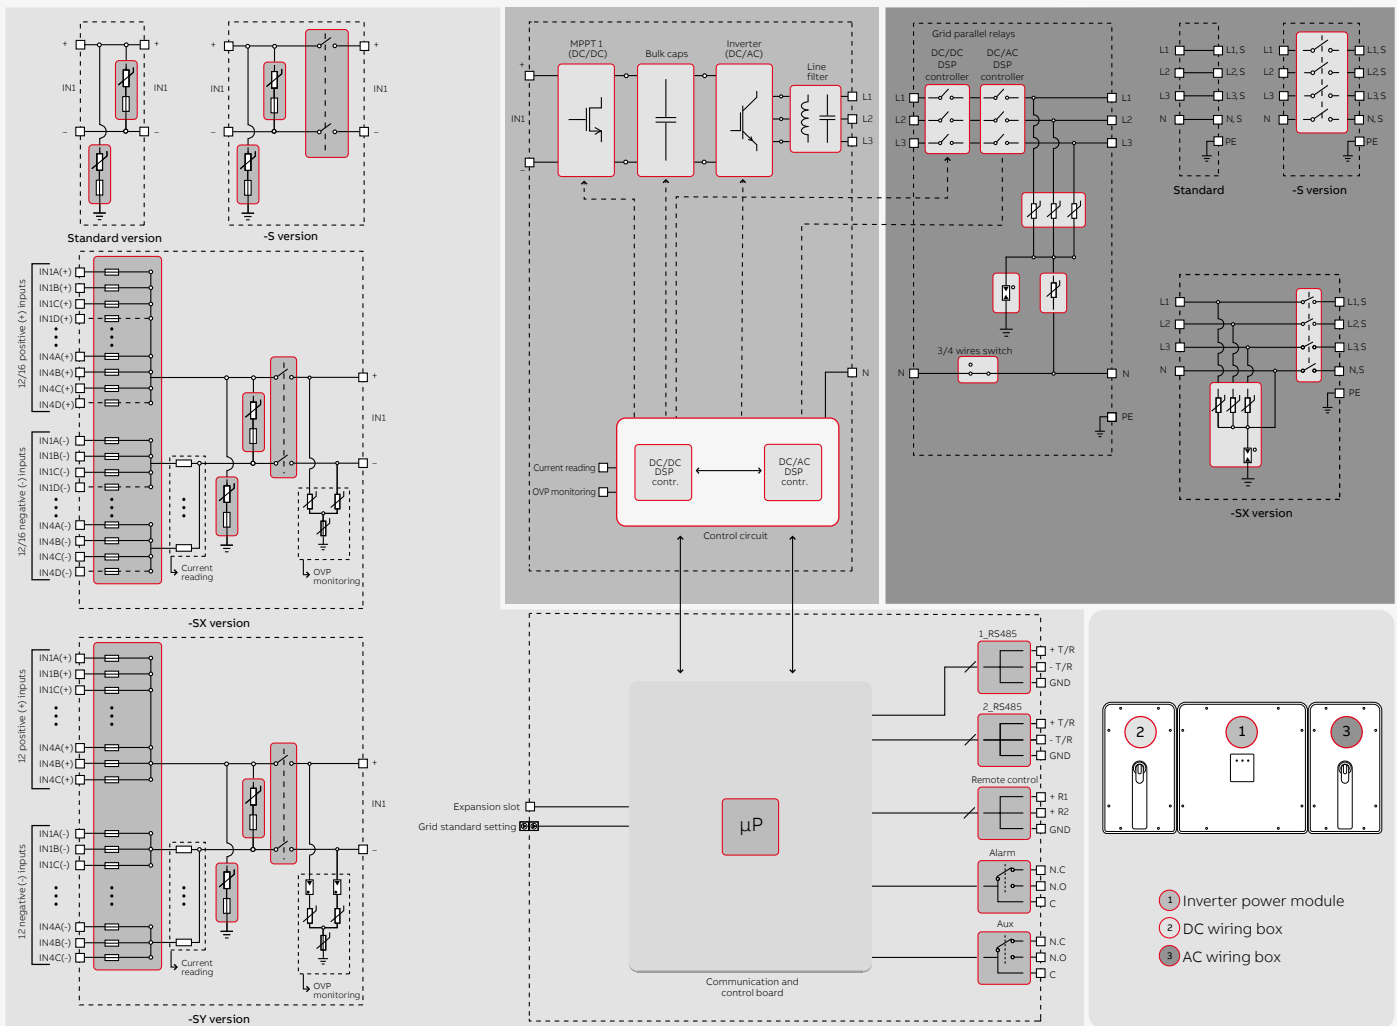 +
+
IN1
IN1
−
−
Standard version
+
+
IN1
IN1
−
−
-S version
12/16 positive (+) inputs
IN1A(+)
IN1B(+)
IN1C(+)
IN1D(+)
IN4A(+)
IN4B(+)
IN4C(+)
IN4D(+)
12/16 negative (-) inputs
IN1A(-)
IN1B(-)
IN1C(-)
IN1D(-)
IN4A(-)
IN4B(-)
IN4C(-)
IN4D(-)
+
IN1
−
Current
reading
OVP
monitoring
-SX version
12 positive (+) inputs
IN1A(+)
IN1B(+)
IN1C(+)
IN4A(+)
IN4B(+)
IN4C(+)
12 negative (-) inputs
IN1A(-)
IN1B(-)
IN1C(-)
IN4A(-)
IN4B(-)
IN4C(-)
+
IN1
−
Current
reading
OVP
monitoring
-SY version
MPPT 1
(DC/DC)
Bulk caps
Inverter
(DC/AC)
Line
filter
+
IN1
−
L1
L2
L3
N
Current reading
OVP monitoring
DC/DC
DSP
contr.
DC/AC
DSP
contr.
Control circuit
Grid parallel relays
DC/DC
DSP
controller
DC/AC
DSP
controller
L1
L2
L3
L1
L2
L3
3/4 wires switch
N
N
PE
L1
L2
L3
N
L1, S
L2, S
L3, S
N, S
PE
Standard
L1
L2
L3
N
L1, S
L2, S
L3, S
N, S
PE
-S version
L1
L2
L3
N
L1, S
L2, S
L3, S
N, S
PE
-SX version
Expansion slot
Grid standard setting
µP
Communication and
control board
1_RS485
+ T/R
- T/R
GND
2_RS485
+ T/R
- T/R
GND
Remote control
+ R1
+ R2
GND
Alarm
N.C
N.O
C
Aux
N.C
N.O
C
2
1
3
1 Inverter power module
2 DC wiring box
3 AC wiring box